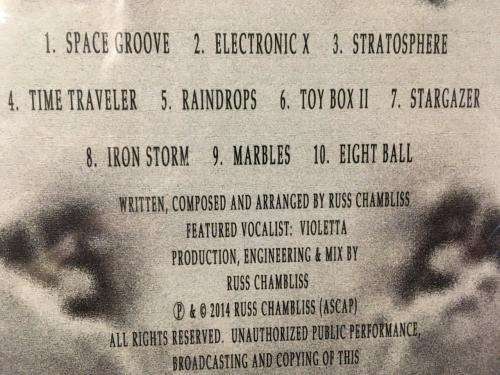 1. SPACE GROOVE 2. ELECTRONIC X 3. STRATOSPHERE
4. TIME TRAVELER 5. RAINDROPS 6. TOY BOX II 7. STARGAZER
8. IRON STORM 9. MARBLES 10. EIGHT BALL
WRITTEN, COMPOSED AND ARRANGED BY RUSS CHAMBLISS
FEATURED VOCALIST: VIOLETTA
PRODUCTION, ENGINEERING & MIX BY
RUSS CHAMBLISS
℗ & © 2014 RUSS CHAMBLISS (ASCAP)
ALL RIGHTS RESERVED. UNAUTHORIZED PUBLIC PERFORMANCE,
BROADCASTING AND COPYING OF THIS